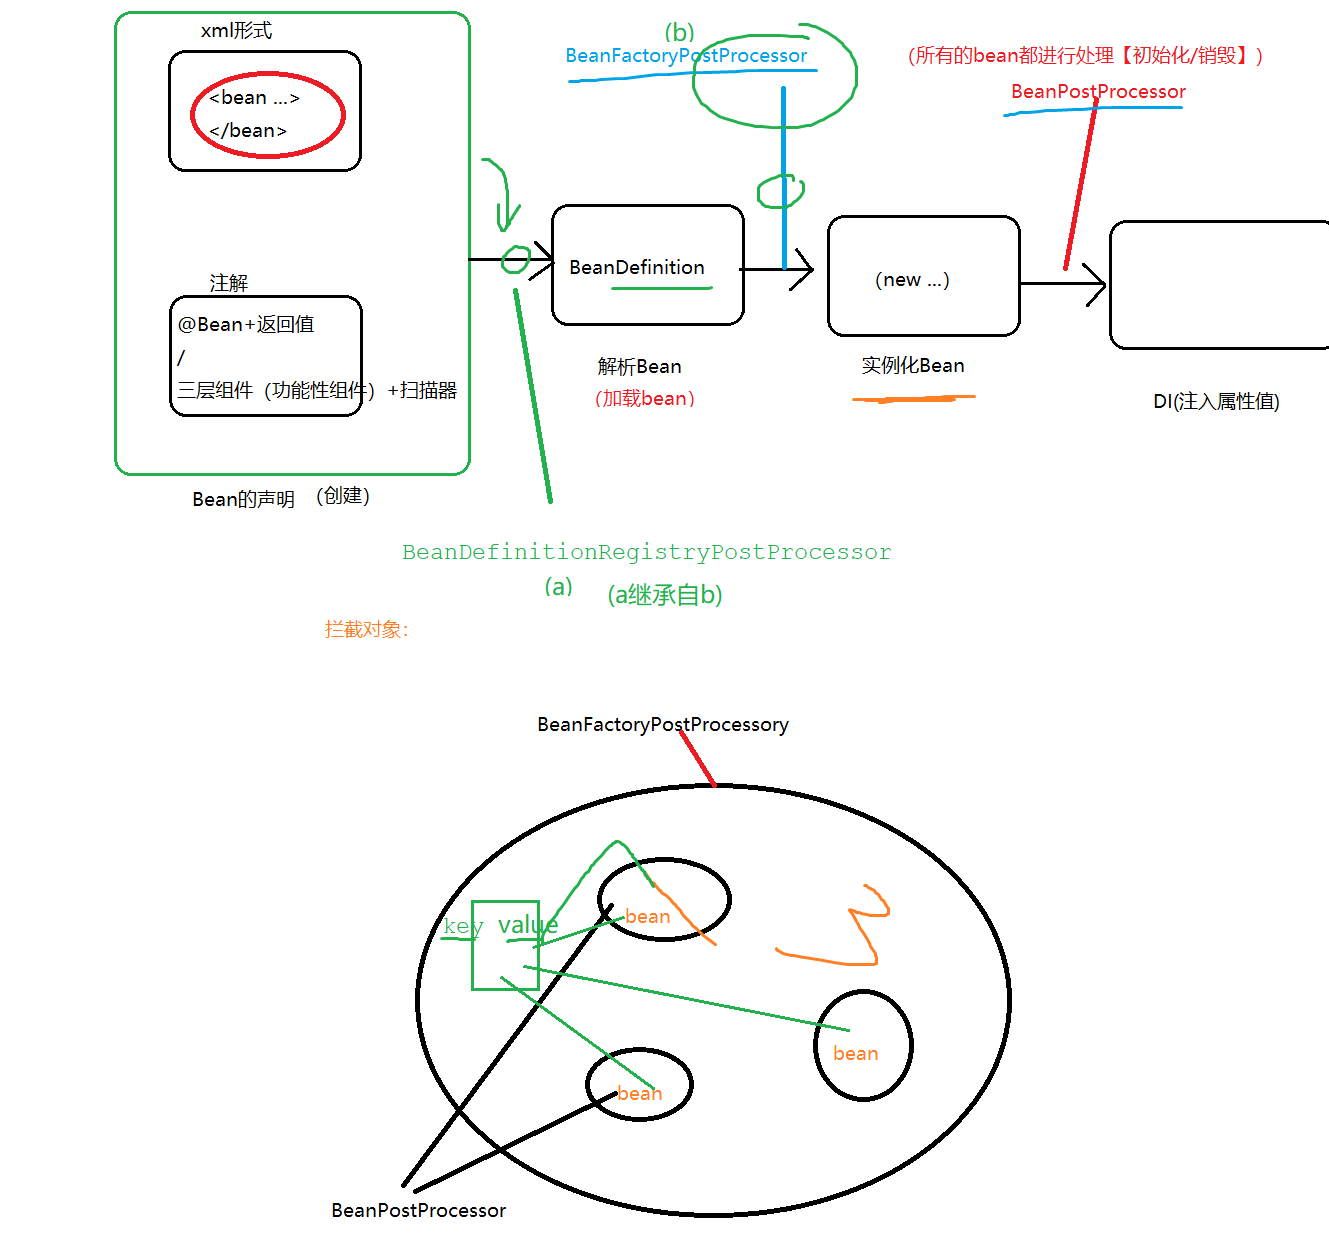 xml形式
<bean ...>
</bean>
注解
@Bean+返回值
/
三层组件（功能性组件）+扫描器
Bean的声明 （创建）
(b)
BeanFactoryPostProcessor
(所有的bean都进行处理【初始化/销毁】)
BeanPostProcessor
BeanDefinition
解析Bean
（加载bean）
（new ...）
实例化Bean
DI(注入属性值)
BeanDefinitionRegistryPostProcessor
(a)
(a继承自b)
拦截对象：
BeanFactoryPostProcessory
key value
bean
bean
bean
BeanPostProcessor